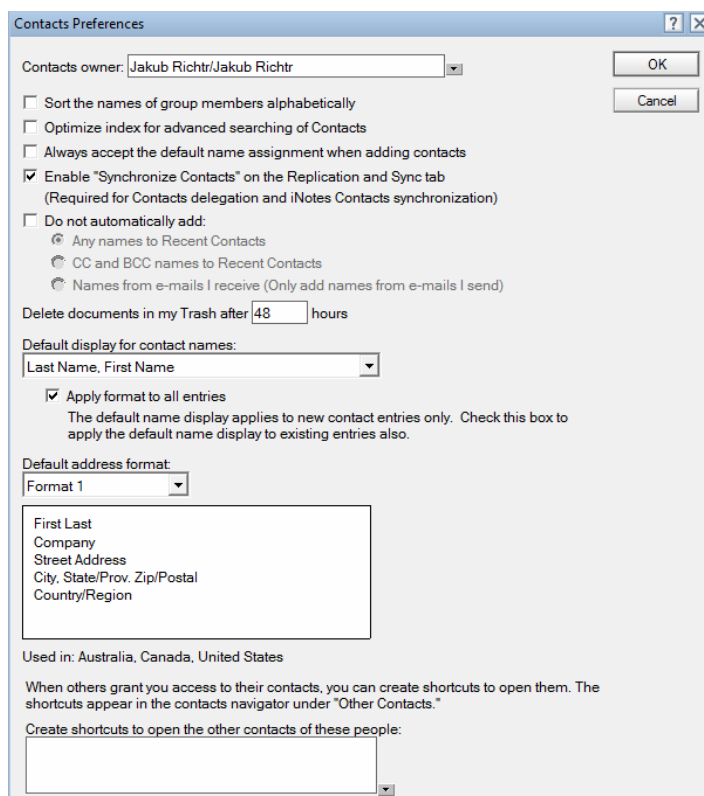 Contacts Preferences
Contacts owner: Jakub Richtr/Jakub Richtr
OK
Cancel
Sort the names of group members alphabetically
Optimize index for advanced searching of Contacts
Always accept the default name assignment when adding contacts
Enable "Synchronize Contacts" on the Replication and Sync tab
(Required for Contacts delegation and iNotes Contacts synchronization)
Do not automatically add:
Any names to Recent Contacts
CC and BCC names to Recent Contacts
Names from e-mails I receive (Only add names from e-mails I send)
Delete documents in my Trash after 48 hours
Default display for contact names:
Last Name, First Name
Apply format to all entries
The default name display applies to new contact entries only. Check this box to
apply the default name display to existing entries also.
Default address format:
Format 1
First Last
Company
Street Address
City, State/Prov. Zip/Postal
Country/Region
Used in: Australia, Canada, United States
When others grant you access to their contacts, you can create shortcuts to open them. The
shortcuts appear in the contacts navigator under "Other Contacts."
Create shortcuts to open the other contacts of these people: